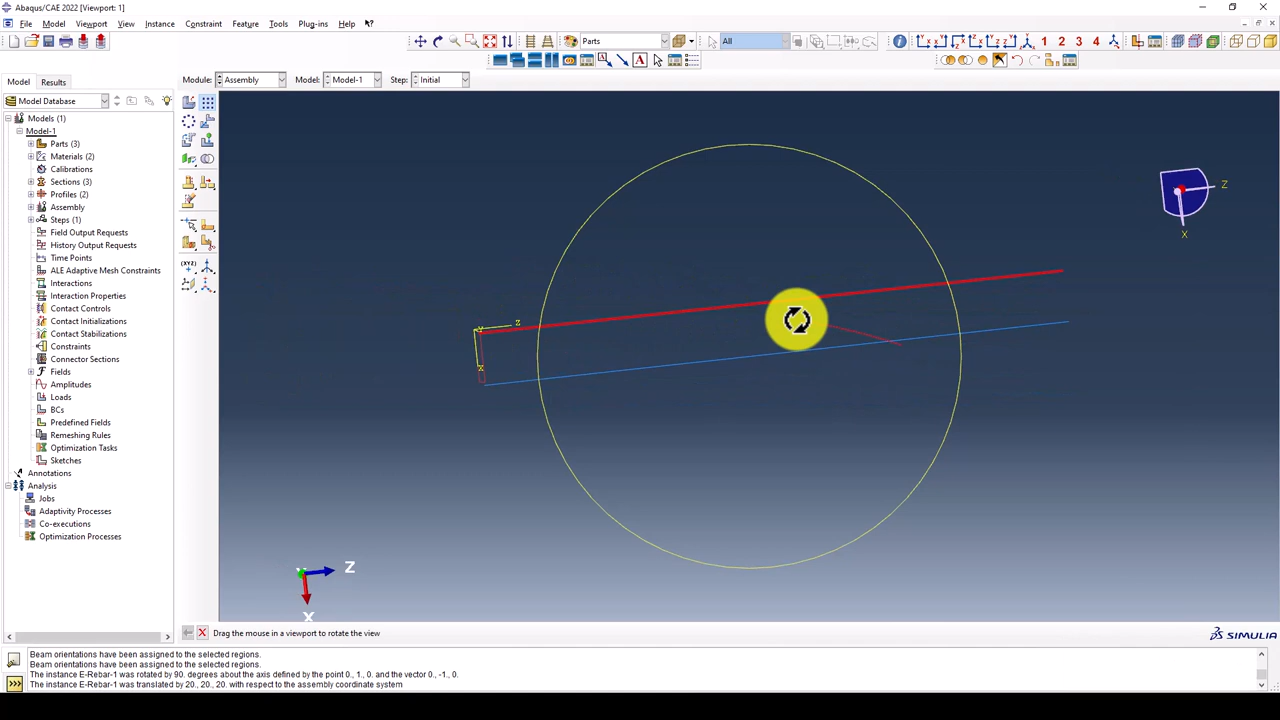 Abaqus/CAE 2022 [Viewport: 1]
File Model Viewport View Instance Constraint Feature Tools Plug-ins Help
Parts All 1 2 3 4
Model Results Module: Assembly Model: Model-1 Step: Initial
Model Database
Models (1)
Model-1
Parts (3)
Materials (2)
Calibrations
Sections (3)
Profiles (2)
Assembly
Steps (1)
Field Output Requests
History Output Requests
Time Points
ALE Adaptive Mesh Constraints
Interactions
Interaction Properties
Contact Controls
Contact Initializations
Contact Stabilizations
Constraints
Connector Sections
Fields
Amplitudes
Loads
BCs
Predefined Fields
Remeshing Rules
Optimization Tasks
Sketches
Annotations
Analysis
Jobs
Adaptivity Processes
Co-executions
Optimization Processes
(XYZ)
Z
X
Y
Z
X
Z
X
Drag the mouse in a viewport to rotate the view
SIMULIA
Beam orientations have been assigned to the selected regions.
Beam orientations have been assigned to the selected regions.
The instance E-Rebar-1 was rotated by 90. degrees about the axis defined by the point 0., 1., 0. and the vector 0., -1., 0.
The instance E-Rebar-1 was translated by 20., 20., 20. with respect to the assembly coordinate system
>>>